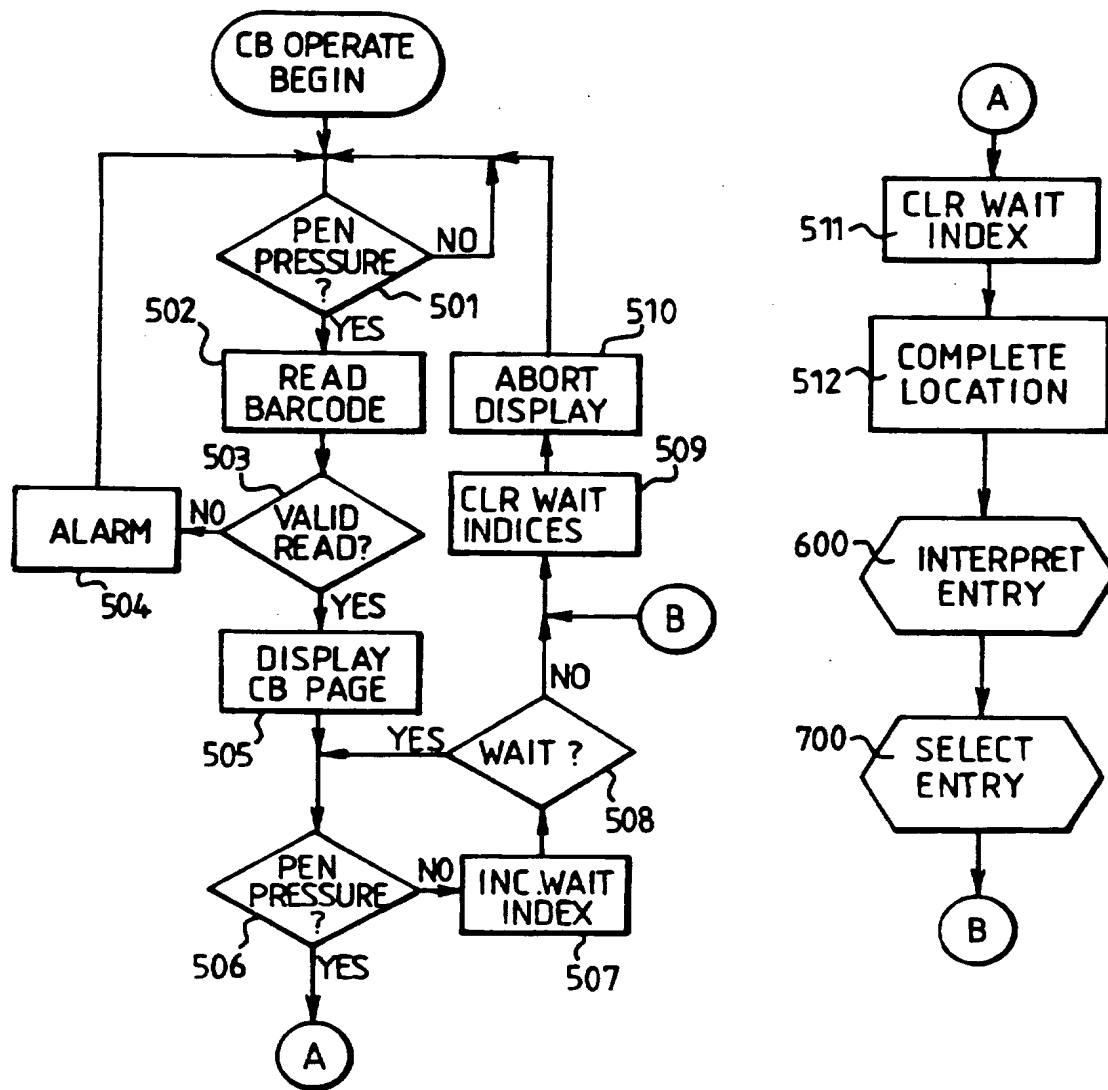 CB OPERATE
BEGIN
PEN
PRESSURE
?
NO
501
YES
502
READ
BARCODE
503
VALID
READ?
NO
ALARM
504
YES
DISPLAY
CB PAGE
505
PEN
PRESSURE
?
506
NO
YES
A
INC.WAIT
INDEX
507
WAIT ?
508
YES
NO
B
CLR WAIT
INDICES
509
ABORT
DISPLAY
510
A
CLR WAIT
INDEX
511
COMPLETE
LOCATION
512
INTERPRET
ENTRY
600
SELECT
ENTRY
700
B